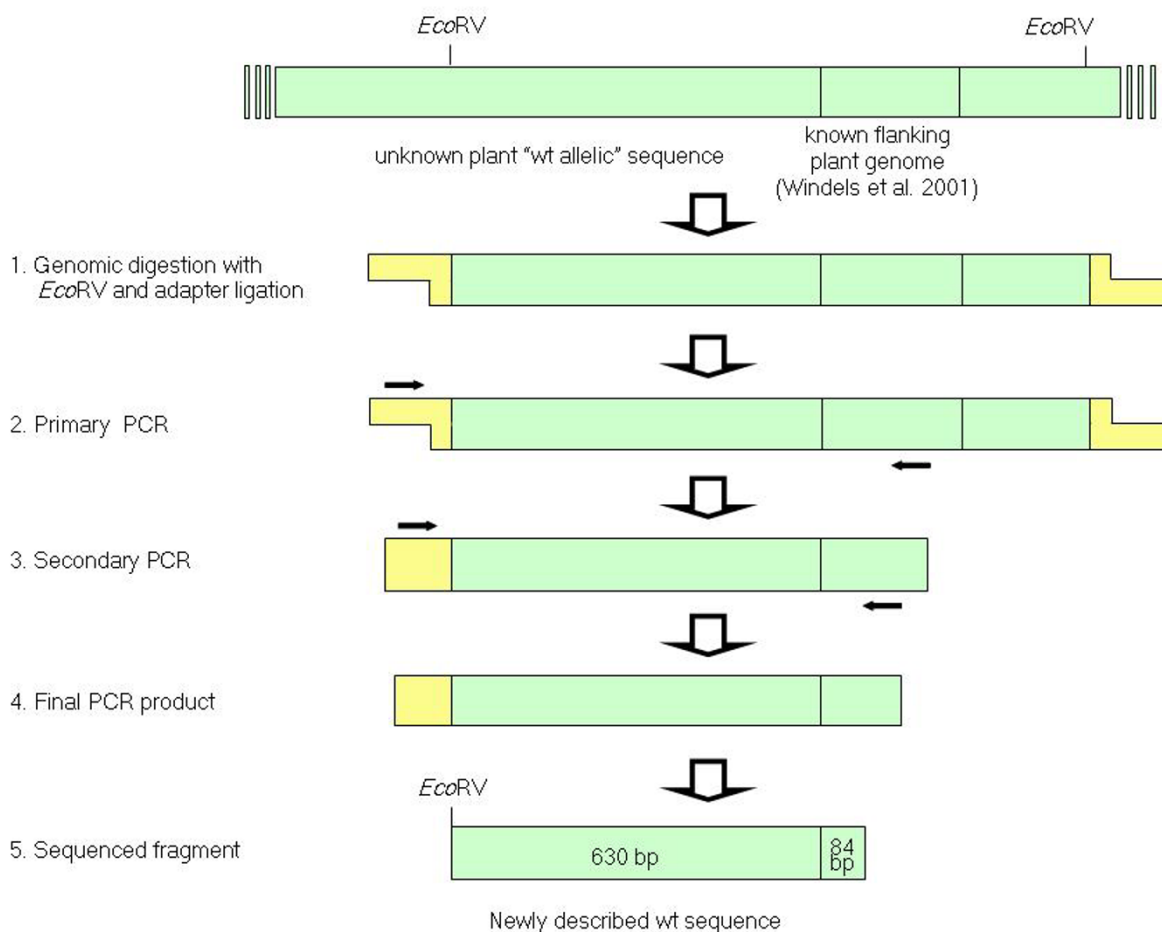 EcoRV
EcoRV
unknown plant “wt allelic” sequence
known flanking
plant genome
(Windels et al. 2001)
1. Genomic digestion with
EcoRV and adapter ligation
2. Primary PCR
3. Secondary PCR
4. Final PCR product
EcoRV
5. Sequenced fragment
630 bp
84
bp
Newly described wt sequence